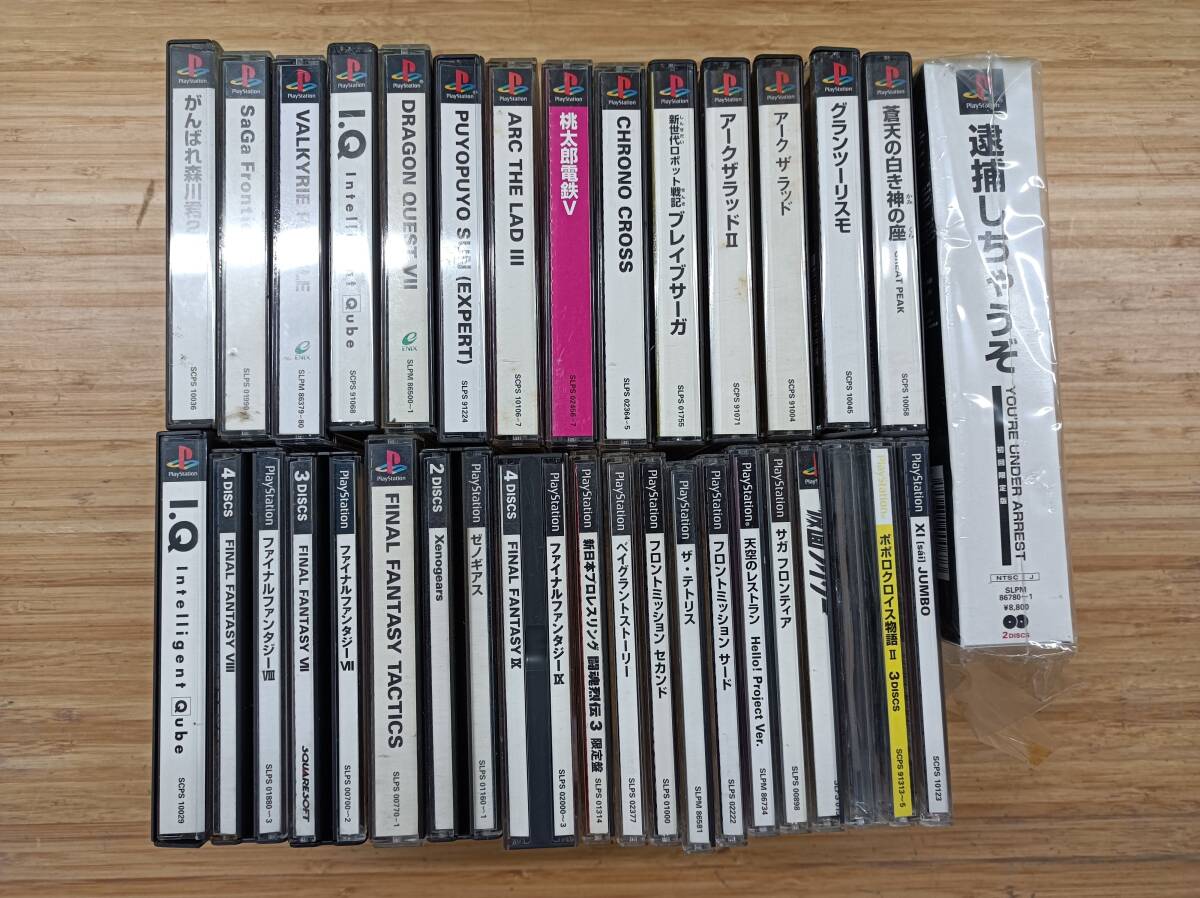 PlayStation
がんばれ森川君2
SCPS 10036
PlayStation
SaGa Fronti
SLPS 01990
PlayStation
VALKYRIE
ENIX
SLPM 86379~80
PlayStation
I.Q
Intelli
Qube
SCPS 91068
PlayStation
DRAGON QUEST VII
ENIX
SLPM 86500~1
PlayStation
PUYOPUYO SUN (EXPERT)
SLPS 91224
PlayStation
ARC THE LAD III
SCPS 10106~7
PlayStation
桃太郎電鉄V
SLPS 02456~7
PlayStation
CHRONO CROSS
SLPS 02364~5
PlayStation
新世代ロボット戦記 ブレイブサーガ
SLPS 01755
PlayStation
アークザラッドII
SCPS 91071
PlayStation
アーク ザ ラッド
SCPS 91004
PlayStation
グランツーリスモ
SCPS 10045
PlayStation
蒼天の白き神の座
GREAT PEAK
SCPS 10058
PlayStation
逮捕しちゃうぞ
YOU'RE UNDER ARREST
初回限定版
NTSC J
SLPM
86780~1
¥8,800
2 DISCS
PlayStation
I.Q
Intelligent Qube
SCPS 10029
4 DISCS
FINAL FANTASY VIII
PlayStation
ファイナルファンタジーVIII
SLPS 01880~3
3 DISCS
FINAL FANTASY VII
SQUARESOFT
PlayStation
ファイナルファンタジーVII
SLPS 00700~2
PlayStation
FINAL FANTASY TACTICS
SLPS 00770~1
2 DISCS
Xenogears
PlayStation
ゼノギアス
SLPS 01160~1
4 DISCS
FINAL FANTASY IX
PlayStation
ファイナルファンタジーIX
SLPS 02000~3
PlayStation
新日本プロレスリング 闘魂烈伝3 限定盤
SLPS 01314
PlayStation
ベイグラントストーリー
SLPS 02377
PlayStation
フロントミッション セカンド
SLPS 01000
PlayStation
ザ・テトリス
SLPM 86581
PlayStation
フロントミッション サード
SLPS 02222
PlayStation
天空のレストラン Hello! Project Ver.
SLPM 86734
PlayStation
サガ フロンティア
SLPS 00898
仮面ライダー
PlayStation
ポポロクロイス物語II
3 DISCS
SCPS 91313~5
PlayStation
XI [sái] JUMBO
SCPS 10123